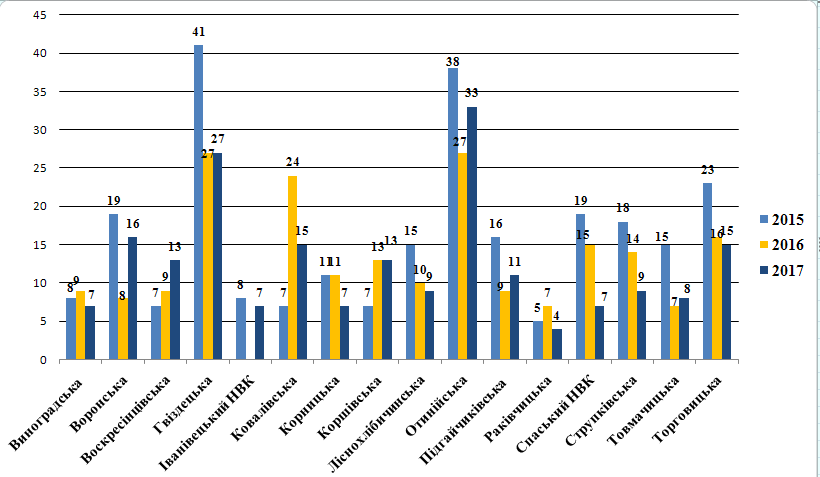 45
40
35
30
25
20
15
10
5
0
8 9 7
19 8 16
7 9 13
41 27 27
8 7
7 24 15
11 11 7
7 13 13
15 10 9
38 27 33
16 9 11
5 7 4
19 15 7
18 14 9
15 7 8
23 16 15
Виноградська
Воронська
Воскресінцівська
Гвіздецька
Іванівецький НВК
Ковалівська
Корницька
Коршівська
Ліснохлібичинська
Отинійська
Підгайчиківська
Раківчицька
Спаський НВК
Струпківська
Товмачицька
Торговицька
2015
2016
2017